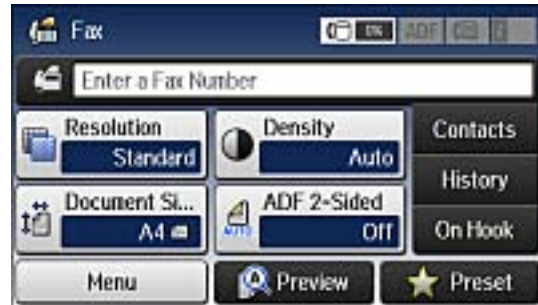 Fax
ADF
Enter a Fax Number
Resolution
Standard
Density
Auto
Contacts
History
Document Si...
A4
AUTO
ADF 2-Sided
Off
On Hook
Menu
Preview
Preset